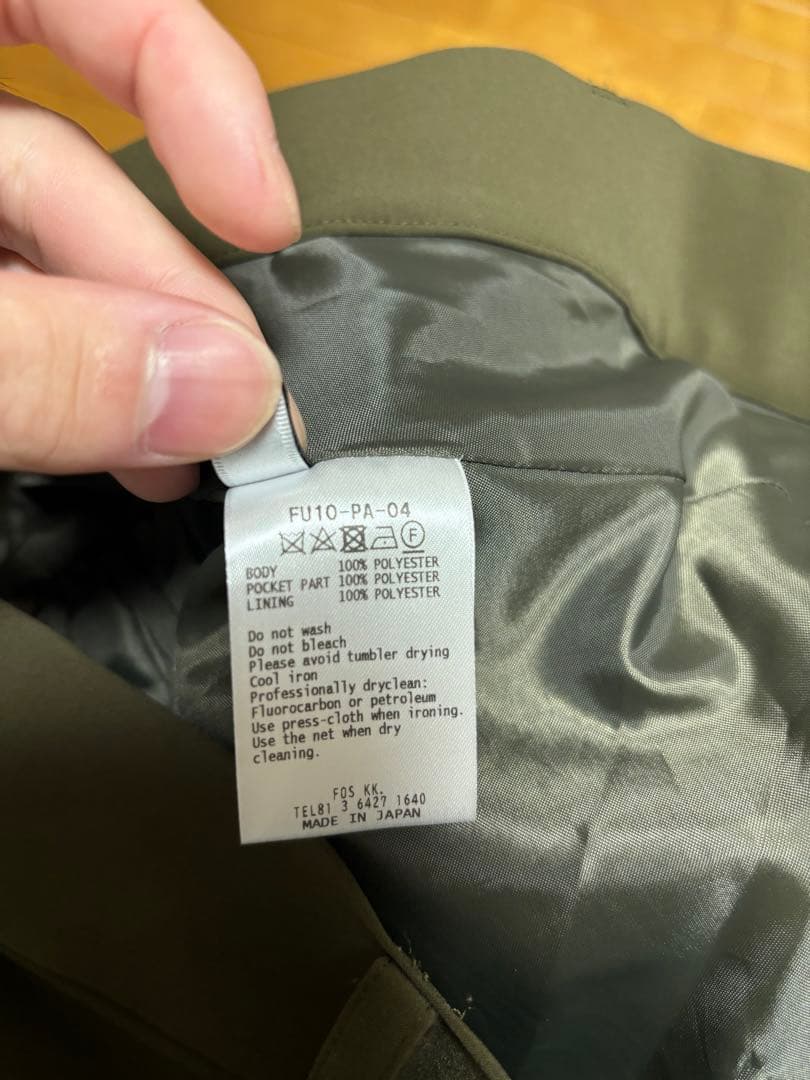 FU10-PA-04
F
BODY 100% POLYESTER
POCKET PART 100% POLYESTER
LINING 100% POLYESTER
Do not wash
Do not bleach
Please avoid tumbler drying
Cool iron
Professionally dryclean:
Fluorocarbon or petroleum
Use press-cloth when ironing.
Use the net when dry
cleaning.
FOS KK.
TEL81 3 6427 1640
MADE IN JAPAN